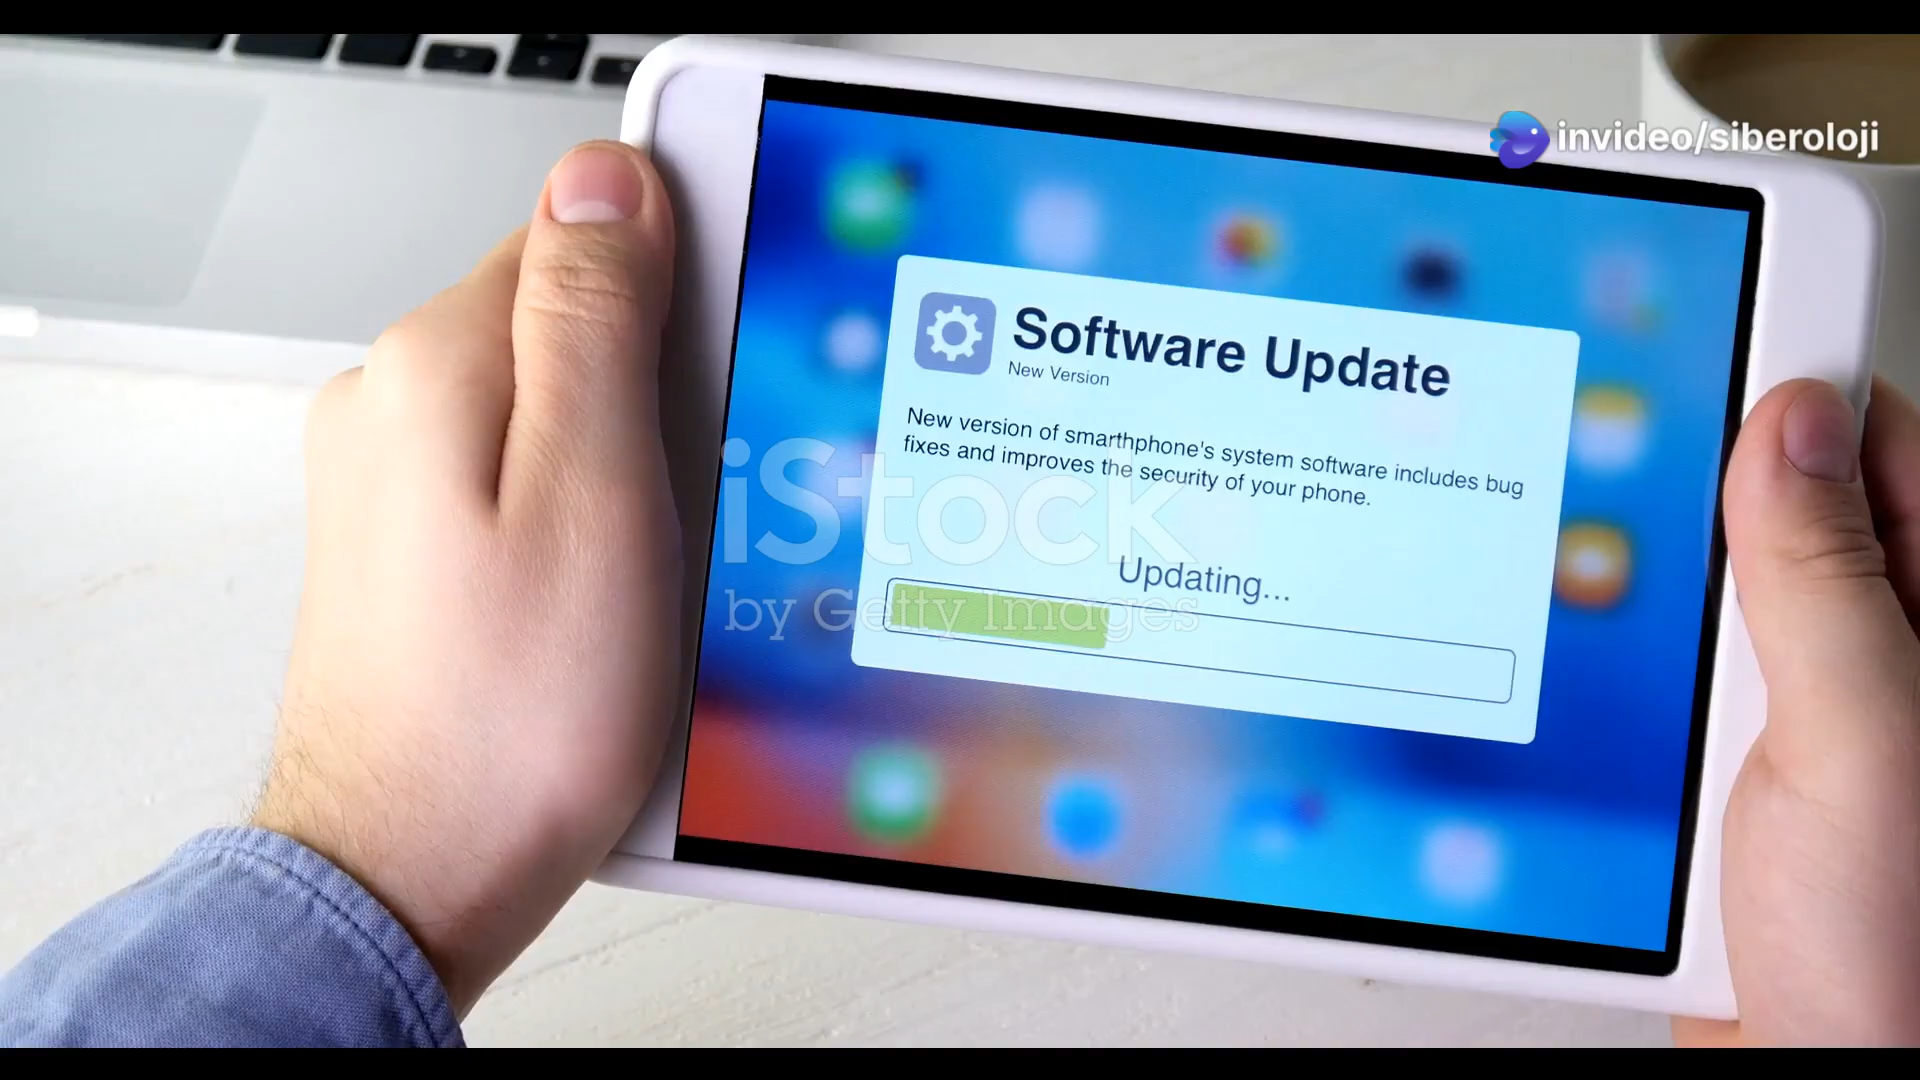 invideo/siberoloji
Software Update
New Version
New version of smarthphone's system software includes bug
fixes and improves the security of your phone.
iStock
Updating...
by Getty Images